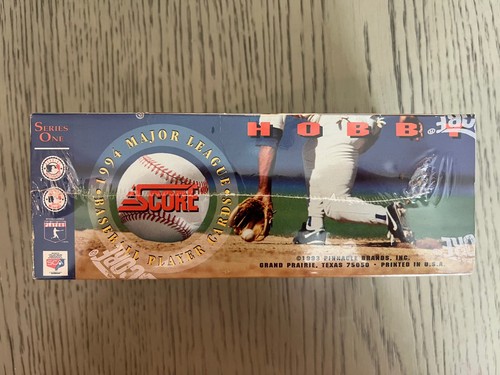 SERIES
ONE
HOBBY
1994 MAJOR LEAGUE
SCORE
BASEBALL PLAYER CARDS
PLAYERS
©1993 PINNACLE BRANDS, INC.
GRAND PRAIRIE, TEXAS 75050 • PRINTED IN U.S.A.